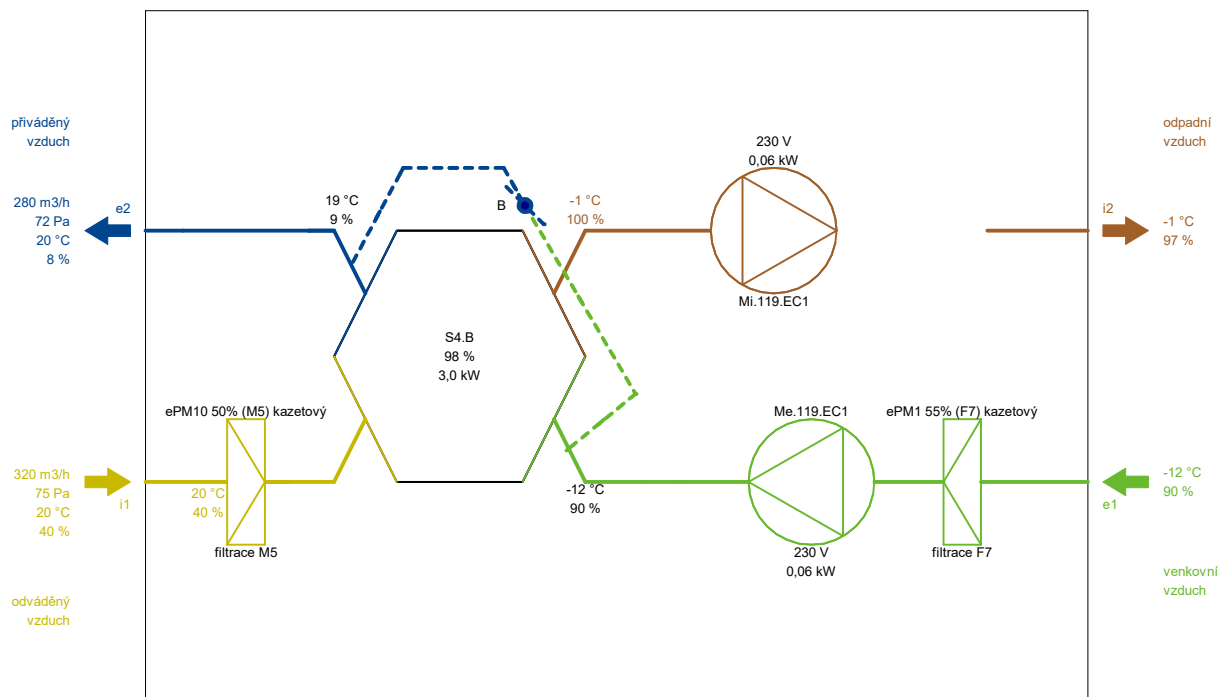 přiváděný
vzduch
280 m3/h
72 Pa
20 °C
8 %
e2
19 °C
9 %
B
-1 °C
100 %
230 V
0,06 kW
Mi.119.EC1
odpadní
vzduch
i2
-1 °C
97 %
S4.B
98 %
3,0 kW
ePM10 50% (M5) kazetový
Me.119.EC1
ePM1 55% (F7) kazetový
320 m3/h
75 Pa
20 °C
40 %
i1
20 °C
40 %
filtrace M5
-12 °C
90 %
230 V
0,06 kW
filtrace F7
-12 °C
90 %
e1
odváděný
vzduch
venkovní
vzduch